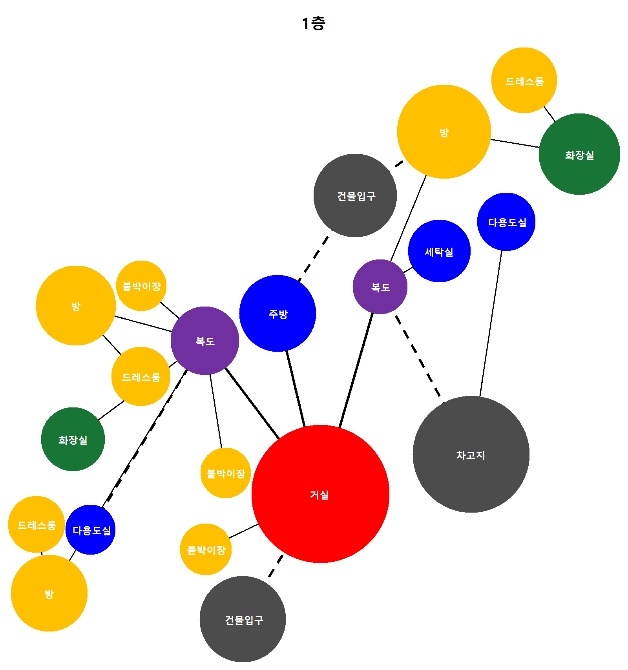 1층
드레스룸
방
화장실
건물입구
다용도실
세탁실
복도
붙박이장
방
주방
복도
드레스룸
화장실
차고지
붙박이장
거실
드레스룸
다용도실
붙박이장
방
건물입구